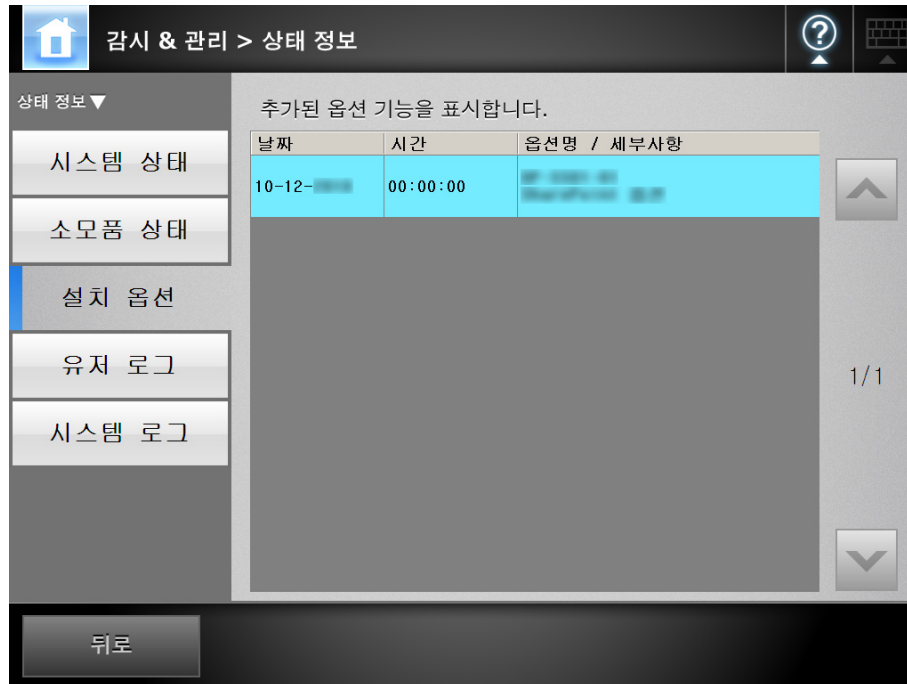 감시 & 관리 > 상태 정보
?
상태 정보▼
시스템 상태
소모품 상태
설치 옵션
유저 로그
시스템 로그
추가된 옵션 기능을 표시합니다.
날짜 시간 옵션명 / 세부사항
10-12- 00:00:00
1/1
뒤로